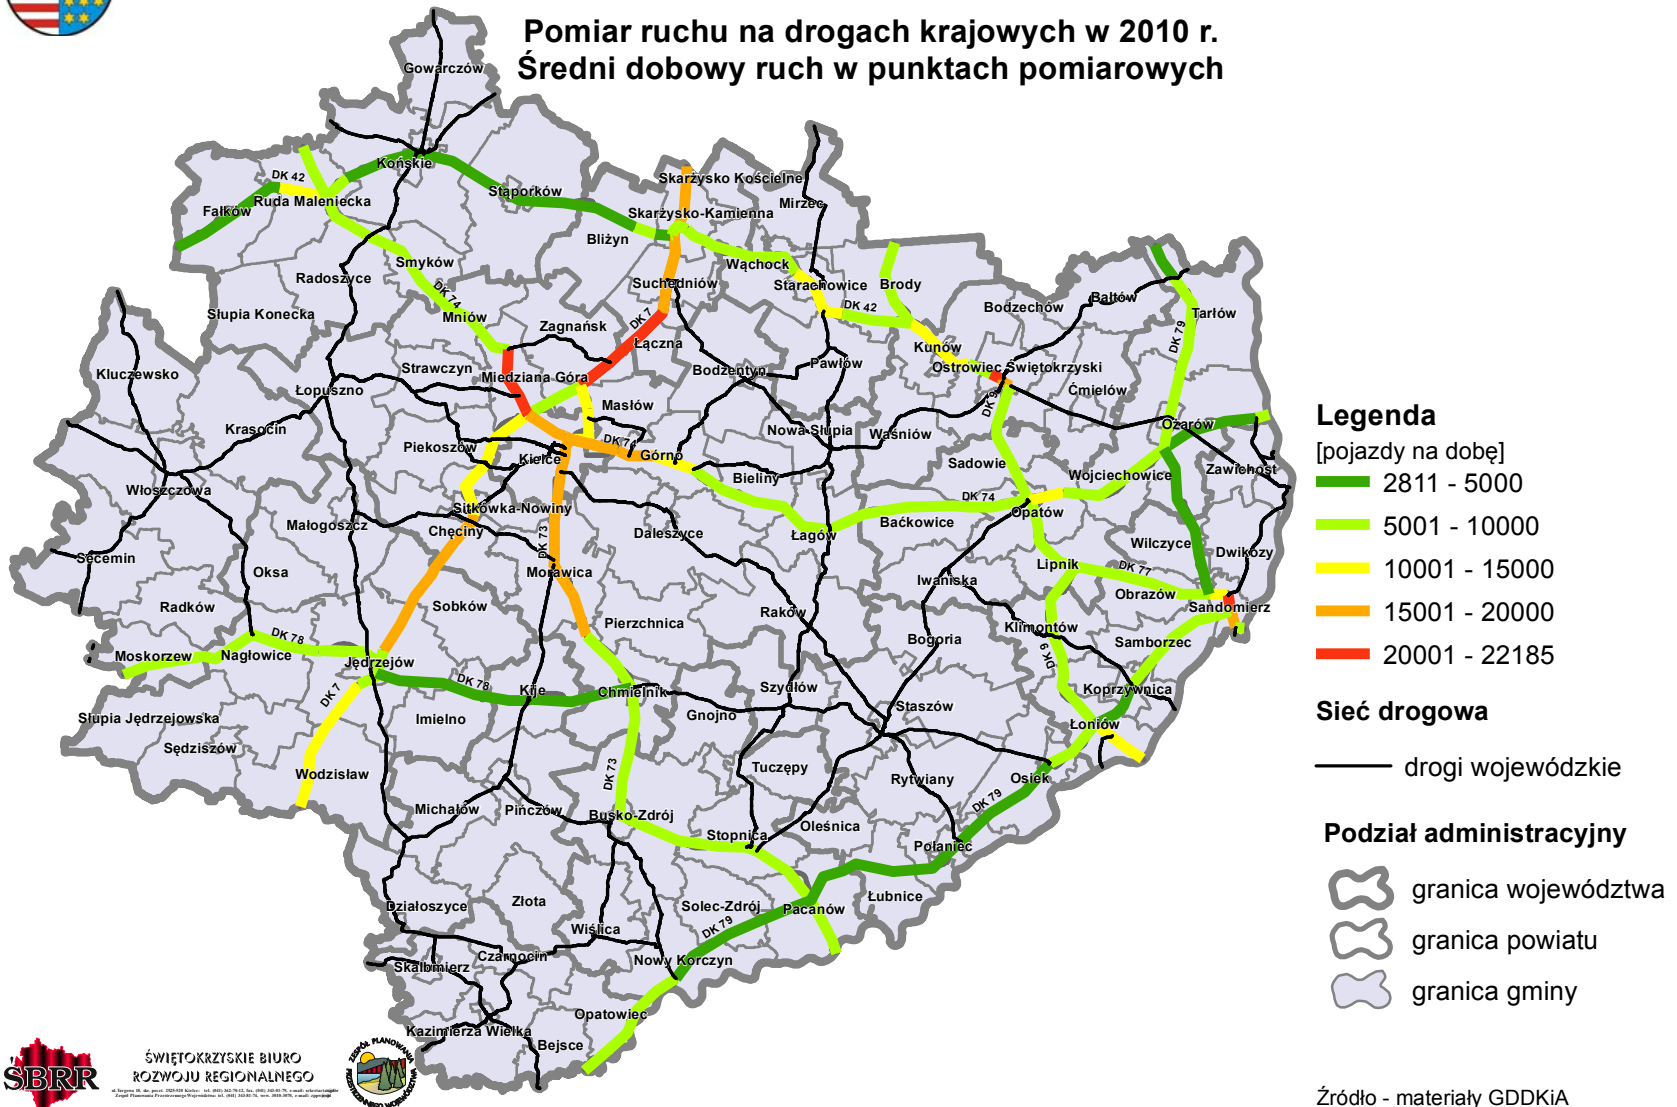 Pomiar ruchu na drogach krajowych w 2010 r.
Średni dobowy ruch w punktach pomiarowych
Gowarczów
Końskie
DK 42
Ruda Maleniecka
Fałków
Stąporków
Skarżysko Kościelne
Skarżysko-Kamienna
Mirzec
Bliżyn
Smyków
Radoszyce
Wąchock
Suchedniów
Starachowice
Brody
DK 42
Bodzechów
Bałtów
Tarłów
DK 74
Słupia Konecka
Mniów
Zagnańsk
DK 7
Łączna
DK 79
Kunów
Pawłów
Ostrowiec Świętokrzyski
Kluczewsko
Strawczyn
Miedziana Góra
Bodzentyn
Łopuszno
Ćmielów
DK 9
Masłów
Krasocin
Piekoszów
Kielce
DK 74
Górno
Nowa Słupia
Waśniów
Ożarów
Sadowie
Wojciechowice
Zawichost
Włoszczowa
Bieliny
DK 74
Sitkówka-Nowiny
Opatów
Małogoszcz
Chęciny
DK 73
Daleszyce
Łagów
Baćkowice
Wilczyce
Dwikozy
Secemin
Oksa
Morawica
Iwaniska
Lipnik
DK 77
Obrazów
Radków
Sobków
Pierzchnica
Raków
Sandomierz
Klimontów
Bogoria
Samborzec
DK 78
Moskorzew
Nagłowice
Jędrzejów
DK 9
DK 78
Kije
Chmielnik
Szydłów
Koprzywnica
DK 7
Słupia Jędrzejowska
Imielno
Gnojno
Staszów
Łoniów
Sędziszów
Wodzisław
DK 73
Tuczępy
Rytwiany
Osiek
DK 79
Michałów
Pińczów
Busko-Zdrój
Stopnica
Oleśnica
Połaniec
Działoszyce
Złota
Solec-Zdrój
Pacanów
Łubnice
DK 79
Wiślica
Czarnocin
Skalbmierz
Nowy Korczyn
Opatowiec
Kazimierza Wielka
Bejsce
Legenda
[pojazdy na dobę]
2811 - 5000
5001 - 10000
10001 - 15000
15001 - 20000
20001 - 22185
Sieć drogowa
drogi wojewódzkie
Podział administracyjny
granica województwa
granica powiatu
granica gminy
Źródło - materiały GDDKiA
ŚBRR
ŚWIĘTOKRZYSKIE BIURO
ROZWOJU REGIONALNEGO
ZESPÓŁ PLANOWANIA
PRZESTRZENNEGO WOJEWÓDZTWA